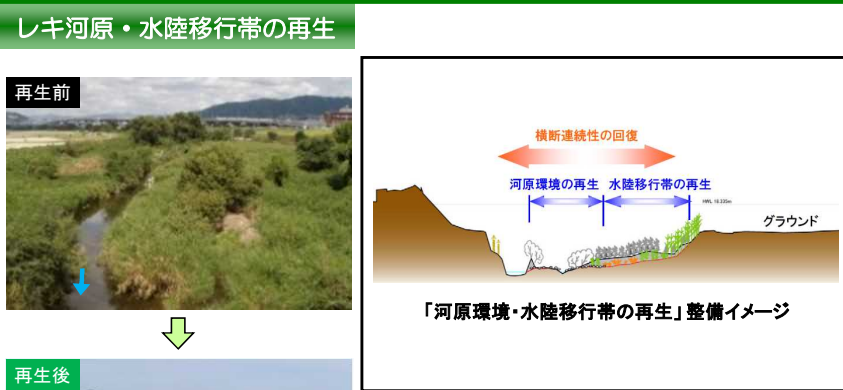 レキ河原・水陸移行帯の再生
再生前
横断連続性の回復
河原環境の再生 水陸移行帯の再生
HWL 18.335m
グラウンド
「河原環境・水陸移行帯の再生」整備イメージ
再生後